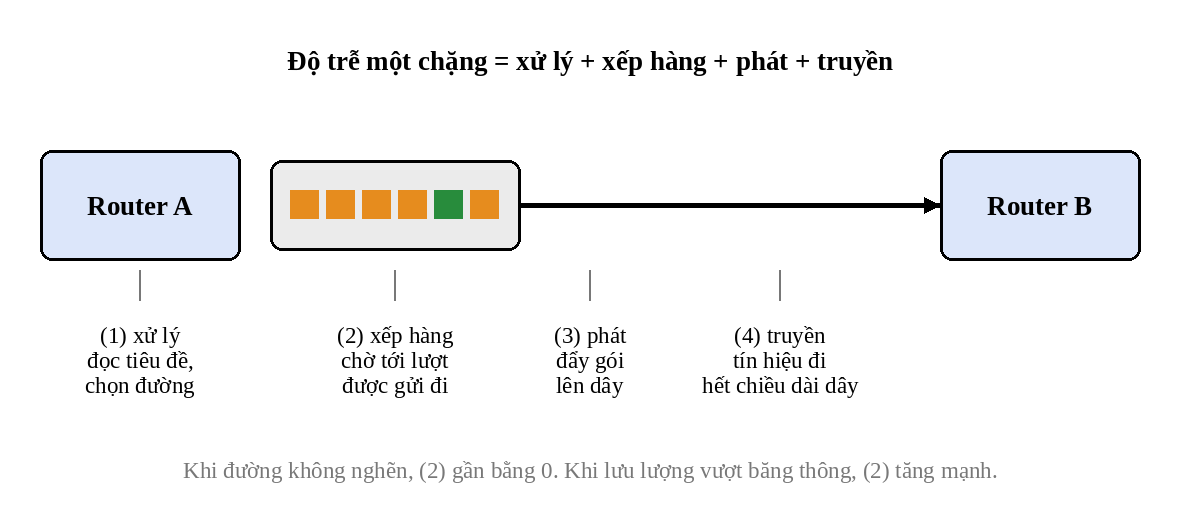 Độ trễ một chặng = xử lý + xếp hàng + phát + truyền
Router A
Router B
(1) xử lý
đọc tiêu đề,
chọn đường
(2) xếp hàng
chờ tới lượt
được gửi đi
(3) phát
đẩy gói
lên dây
(4) truyền
tín hiệu đi
hết chiều dài dây
Khi đường không nghẽn, (2) gần bằng 0. Khi lưu lượng vượt băng thông, (2) tăng mạnh.